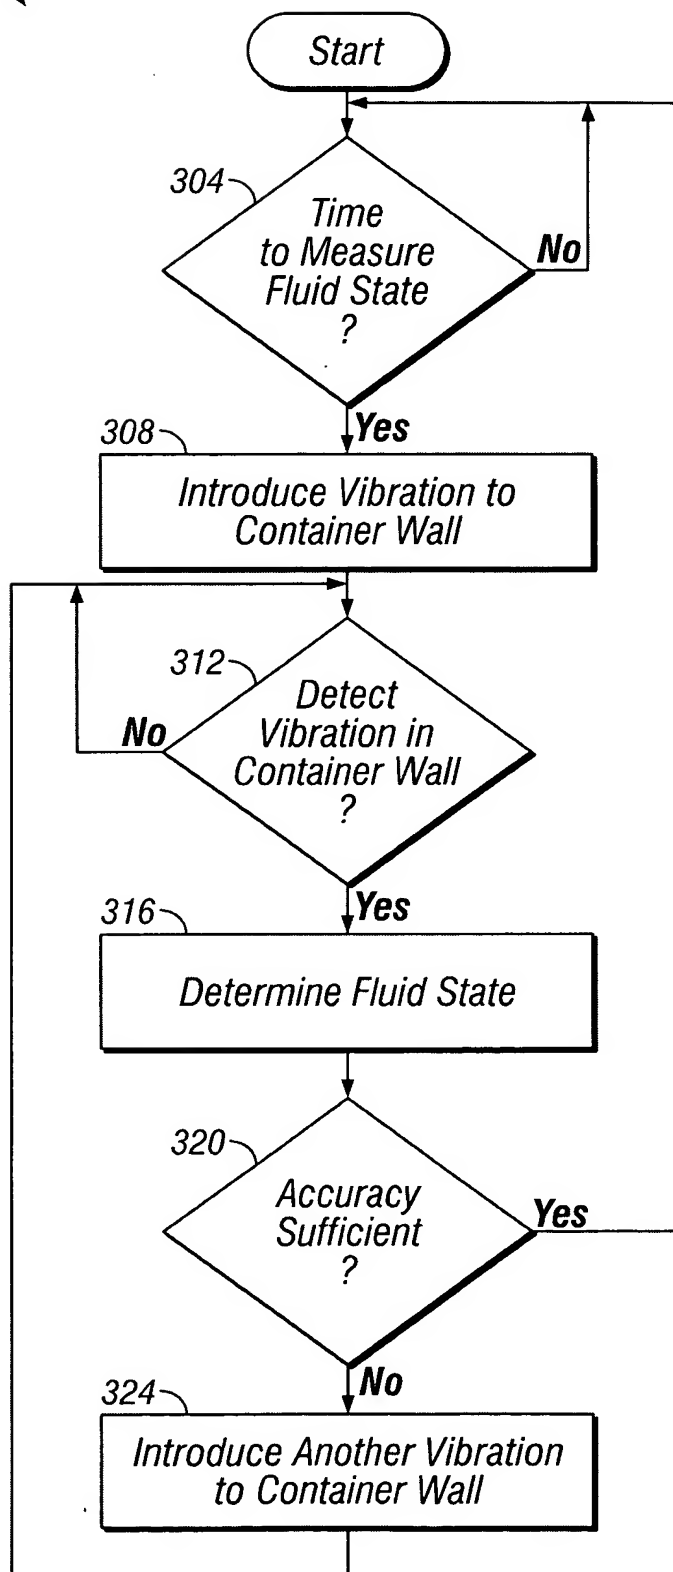 Start
304
Time
to Measure
Fluid State
?
No
Yes
308
Introduce Vibration to
Container Wall
312
Detect
Vibration in
Container Wall
?
No
Yes
316
Determine Fluid State
320
Accuracy
Sufficient
?
Yes
No
324
Introduce Another Vibration
to Container Wall